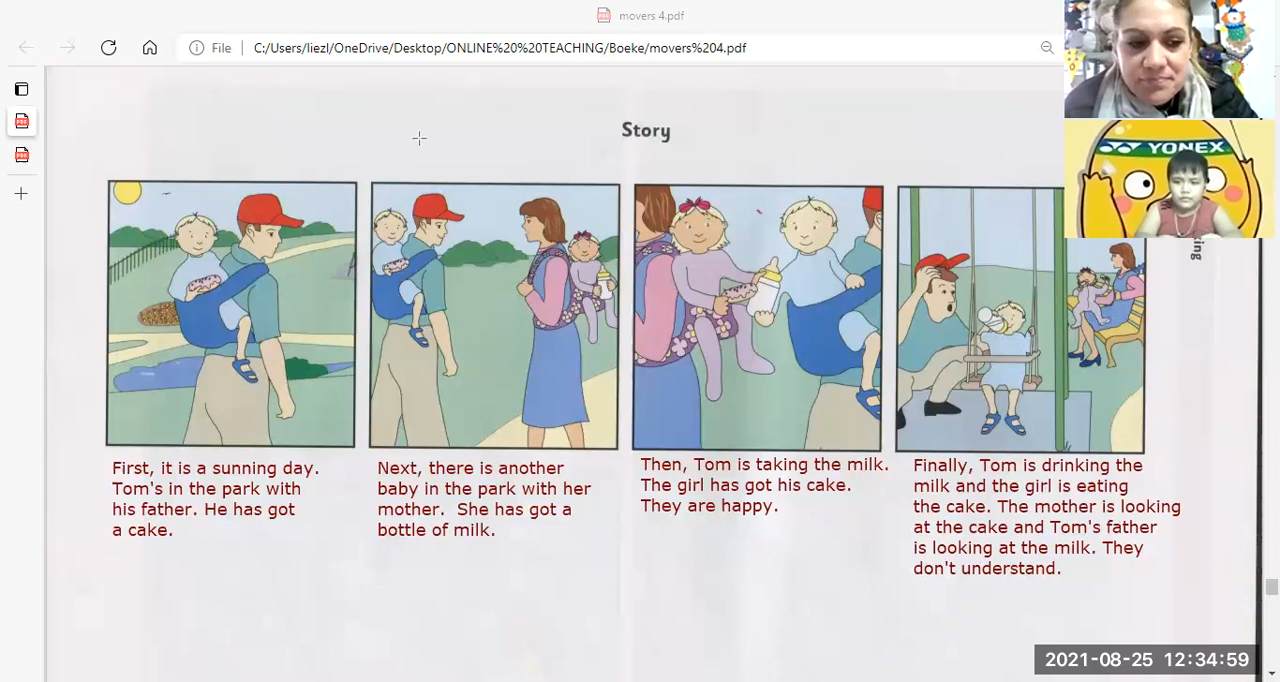 movers 4.pdf
File
C:/Users/liezl/OneDrive/Desktop/ONLINE%20%20TEACHING/Boeke/movers%204.pdf
YONEX
Story
king
First, it is a sunning day.
Tom's in the park with
his father. He has got
a cake.
Next, there is another
baby in the park with her
mother.  She has got a
bottle of milk.
Then, Tom is taking the milk.
The girl has got his cake.
They are happy.
Finally, Tom is drinking the
milk and the girl is eating
the cake. The mother is looking
at the cake and Tom's father
is looking at the milk. They
don't understand.
2021-08-25 12:34:59